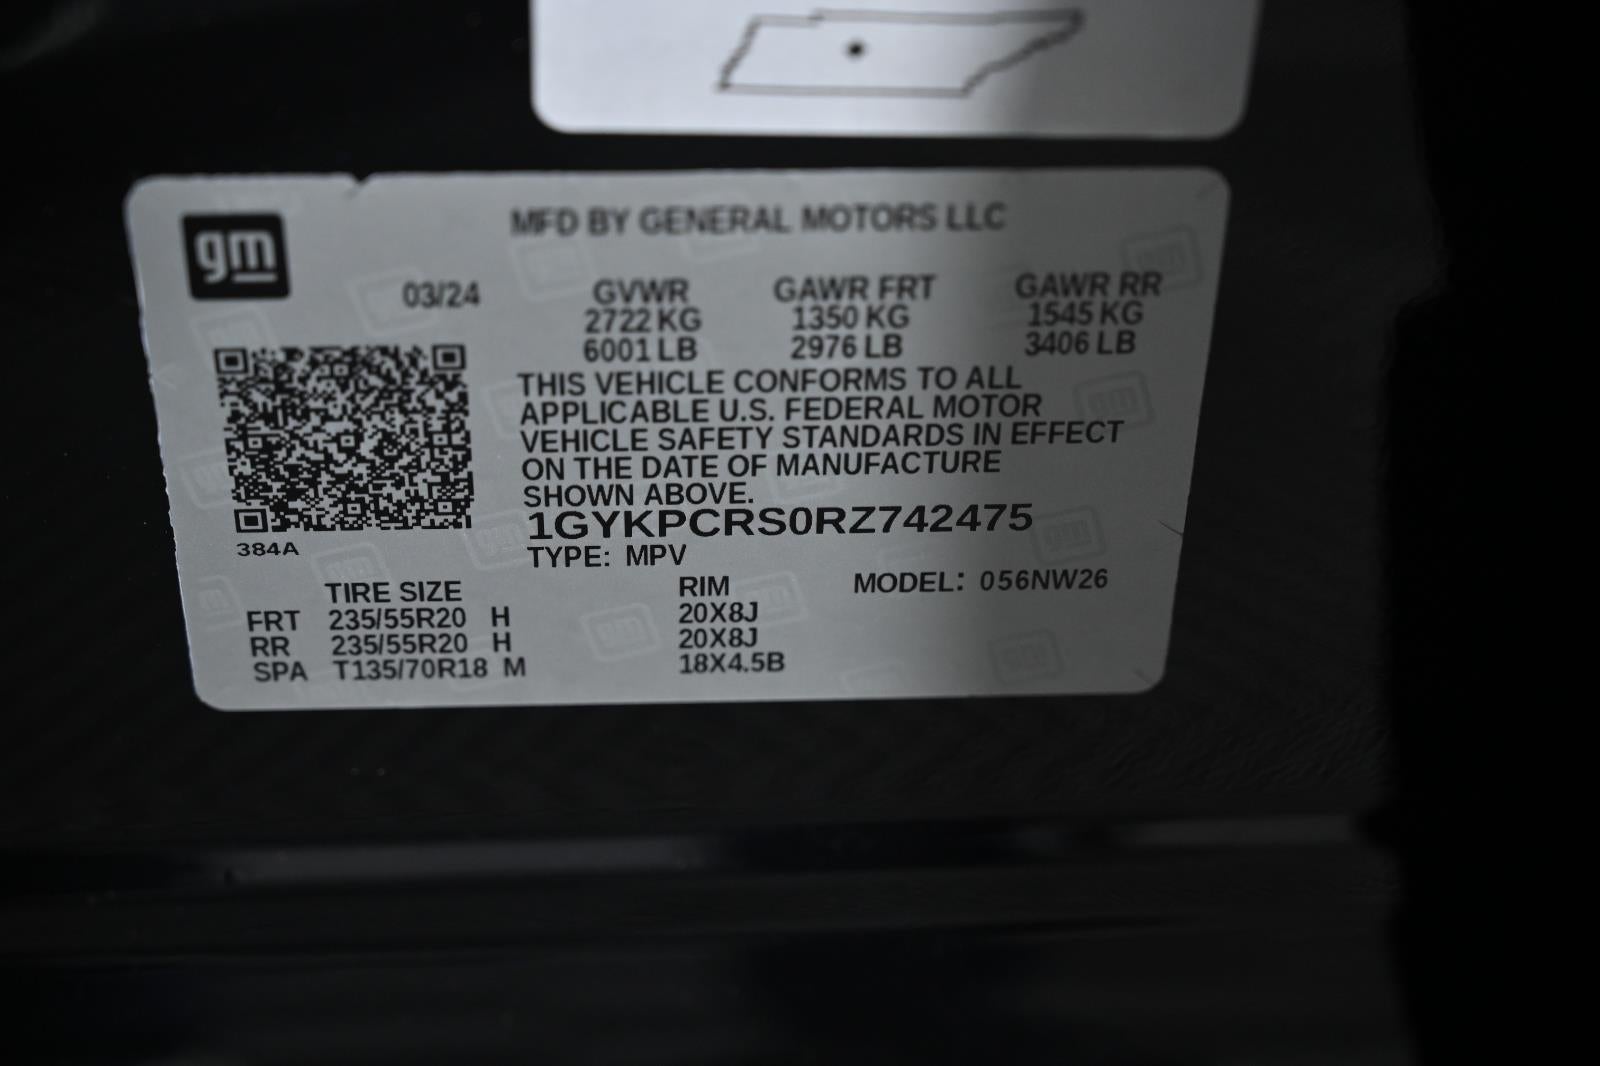 gm
MFD BY GENERAL MOTORS LLC
03/24 GVWR GAWR FRT GAWR RR
2722 KG 1350 KG 1545 KG
6001 LB 2976 LB 3406 LB
THIS VEHICLE CONFORMS TO ALL
APPLICABLE U.S. FEDERAL MOTOR
VEHICLE SAFETY STANDARDS IN EFFECT
ON THE DATE OF MANUFACTURE
SHOWN ABOVE.
1GYKPCRS0RZ742475
384A
TYPE: MPV
TIRE SIZE RIM MODEL: 056NW26
FRT 235/55R20 H 20X8J
RR 235/55R20 H 20X8J
SPA T135/70R18 M 18X4.5B